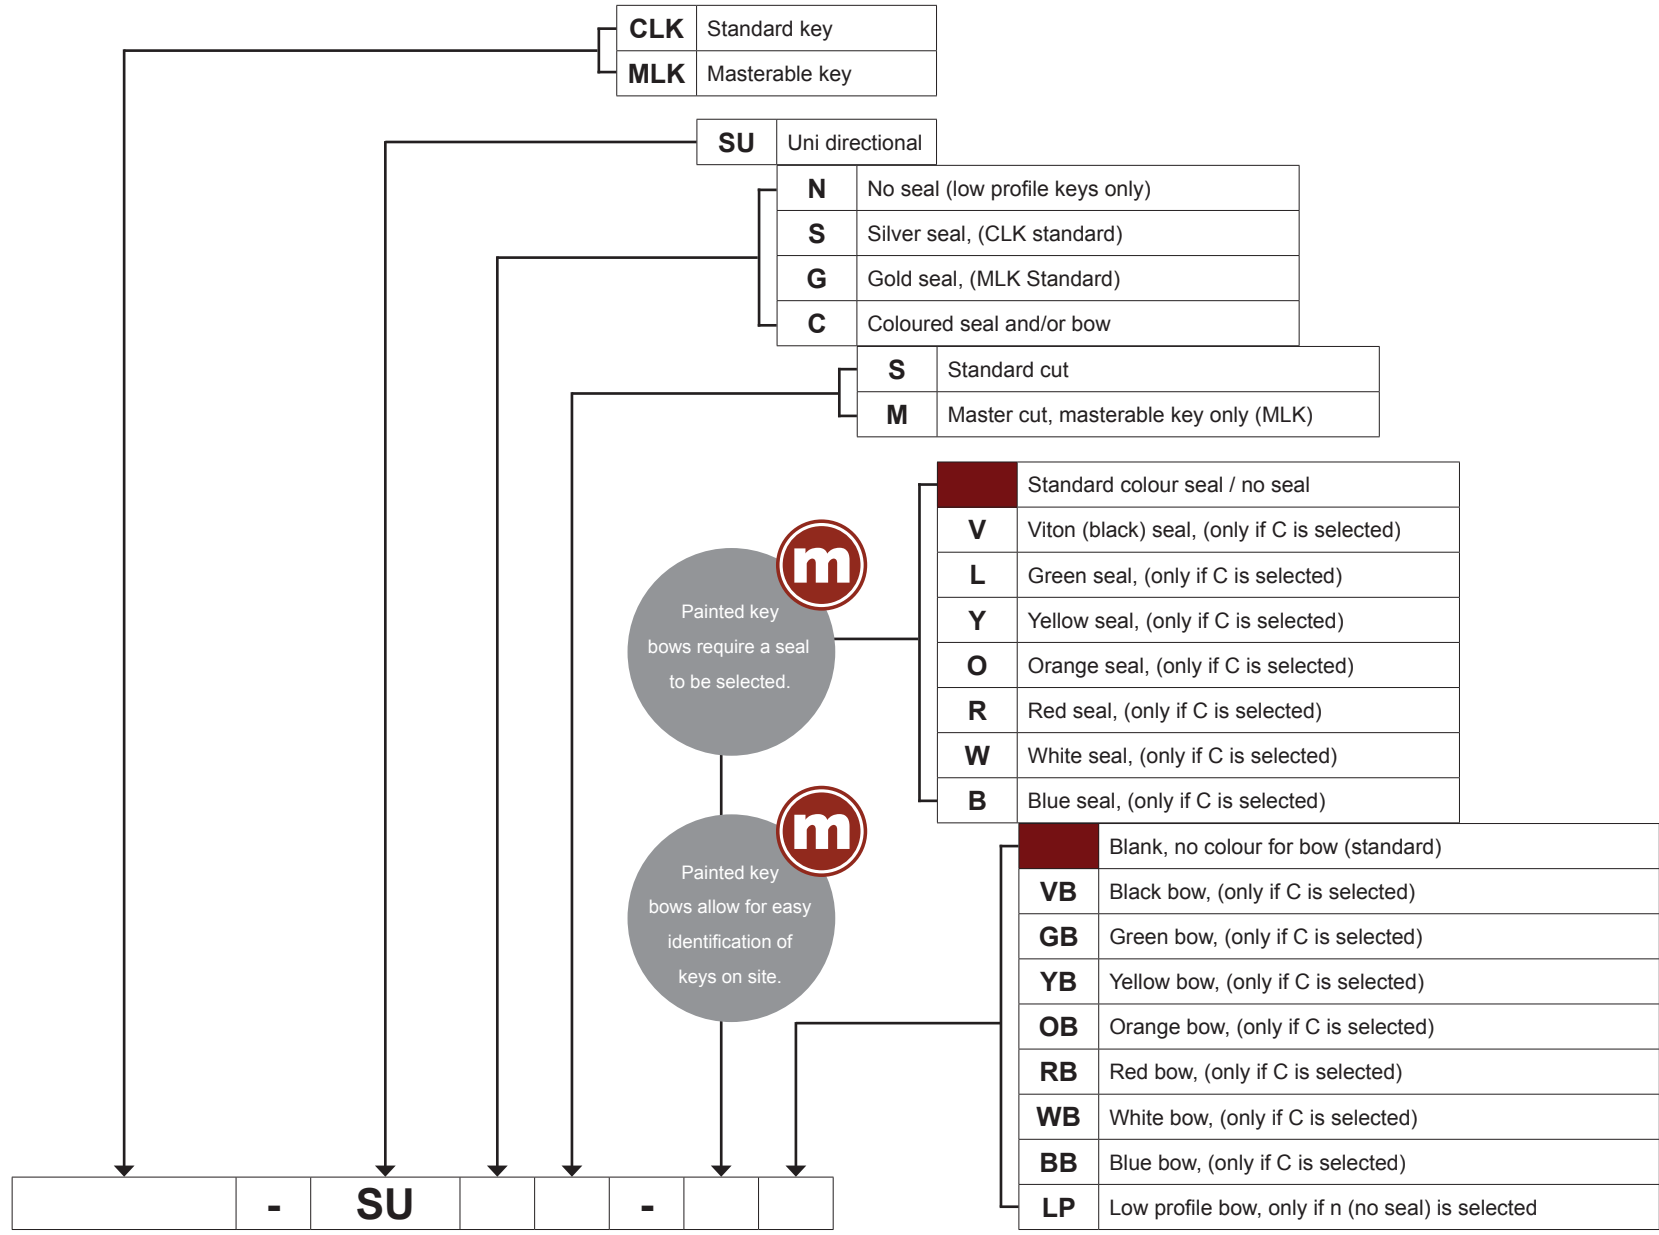 CLK Standard key
MLK Masterable key
SU Uni directional
N No seal (low profile keys only)
S Silver seal, (CLK standard)
G Gold seal, (MLK Standard)
C Coloured seal and/or bow
S Standard cut
M Master cut, masterable key only (MLK)
Standard colour seal / no seal
V Viton (black) seal, (only if C is selected)
L Green seal, (only if C is selected)
Y Yellow seal, (only if C is selected)
O Orange seal, (only if C is selected)
R Red seal, (only if C is selected)
W White seal, (only if C is selected)
B Blue seal, (only if C is selected)
m
Painted key
bows require a seal
to be selected.
m
Painted key
bows allow for easy
identification of
keys on site.
Blank, no colour for bow (standard)
VB Black bow, (only if C is selected)
GB Green bow, (only if C is selected)
YB Yellow bow, (only if C is selected)
OB Orange bow, (only if C is selected)
RB Red bow, (only if C is selected)
WB White bow, (only if C is selected)
BB Blue bow, (only if C is selected)
LP Low profile bow, only if n (no seal) is selected
- SU -